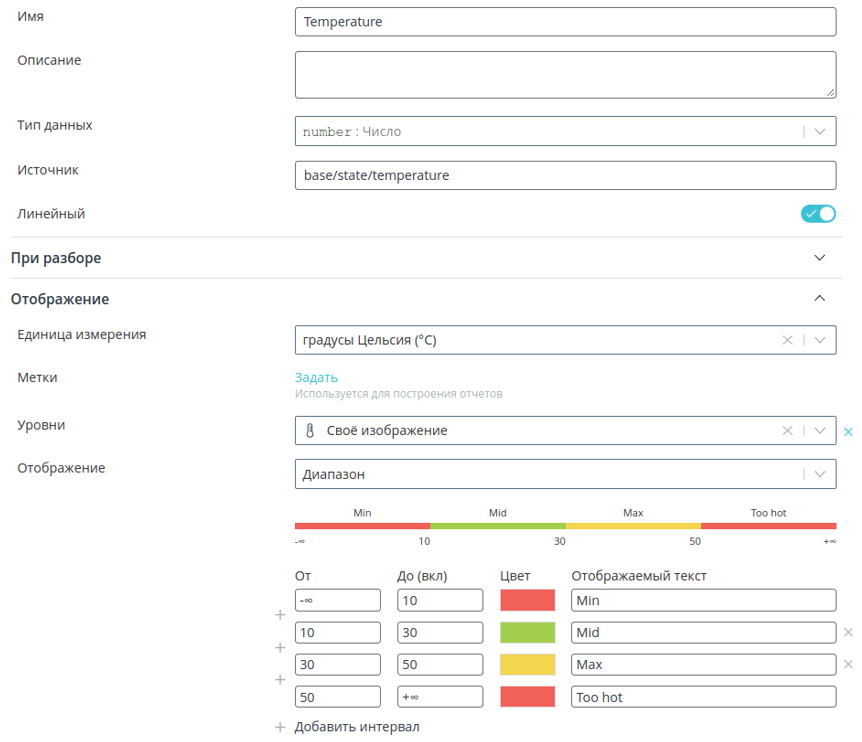 Имя
Temperature
Описание
Тип данных
number : Число
Источник
base/state/temperature
Линейный
При разборе
Отображение
Единица измерения
градусы Цельсия (°C)
Метки
Задать
Используется для построения отчетов
Уровни
Своё изображение
Отображение
Диапазон
Min Mid Max Too hot
-∞ 10 30 50 +∞
От До (вкл) Цвет Отображаемый текст
-∞ 10 Min
10 30 Mid
30 50 Max
50 +∞ Too hot
Добавить интервал